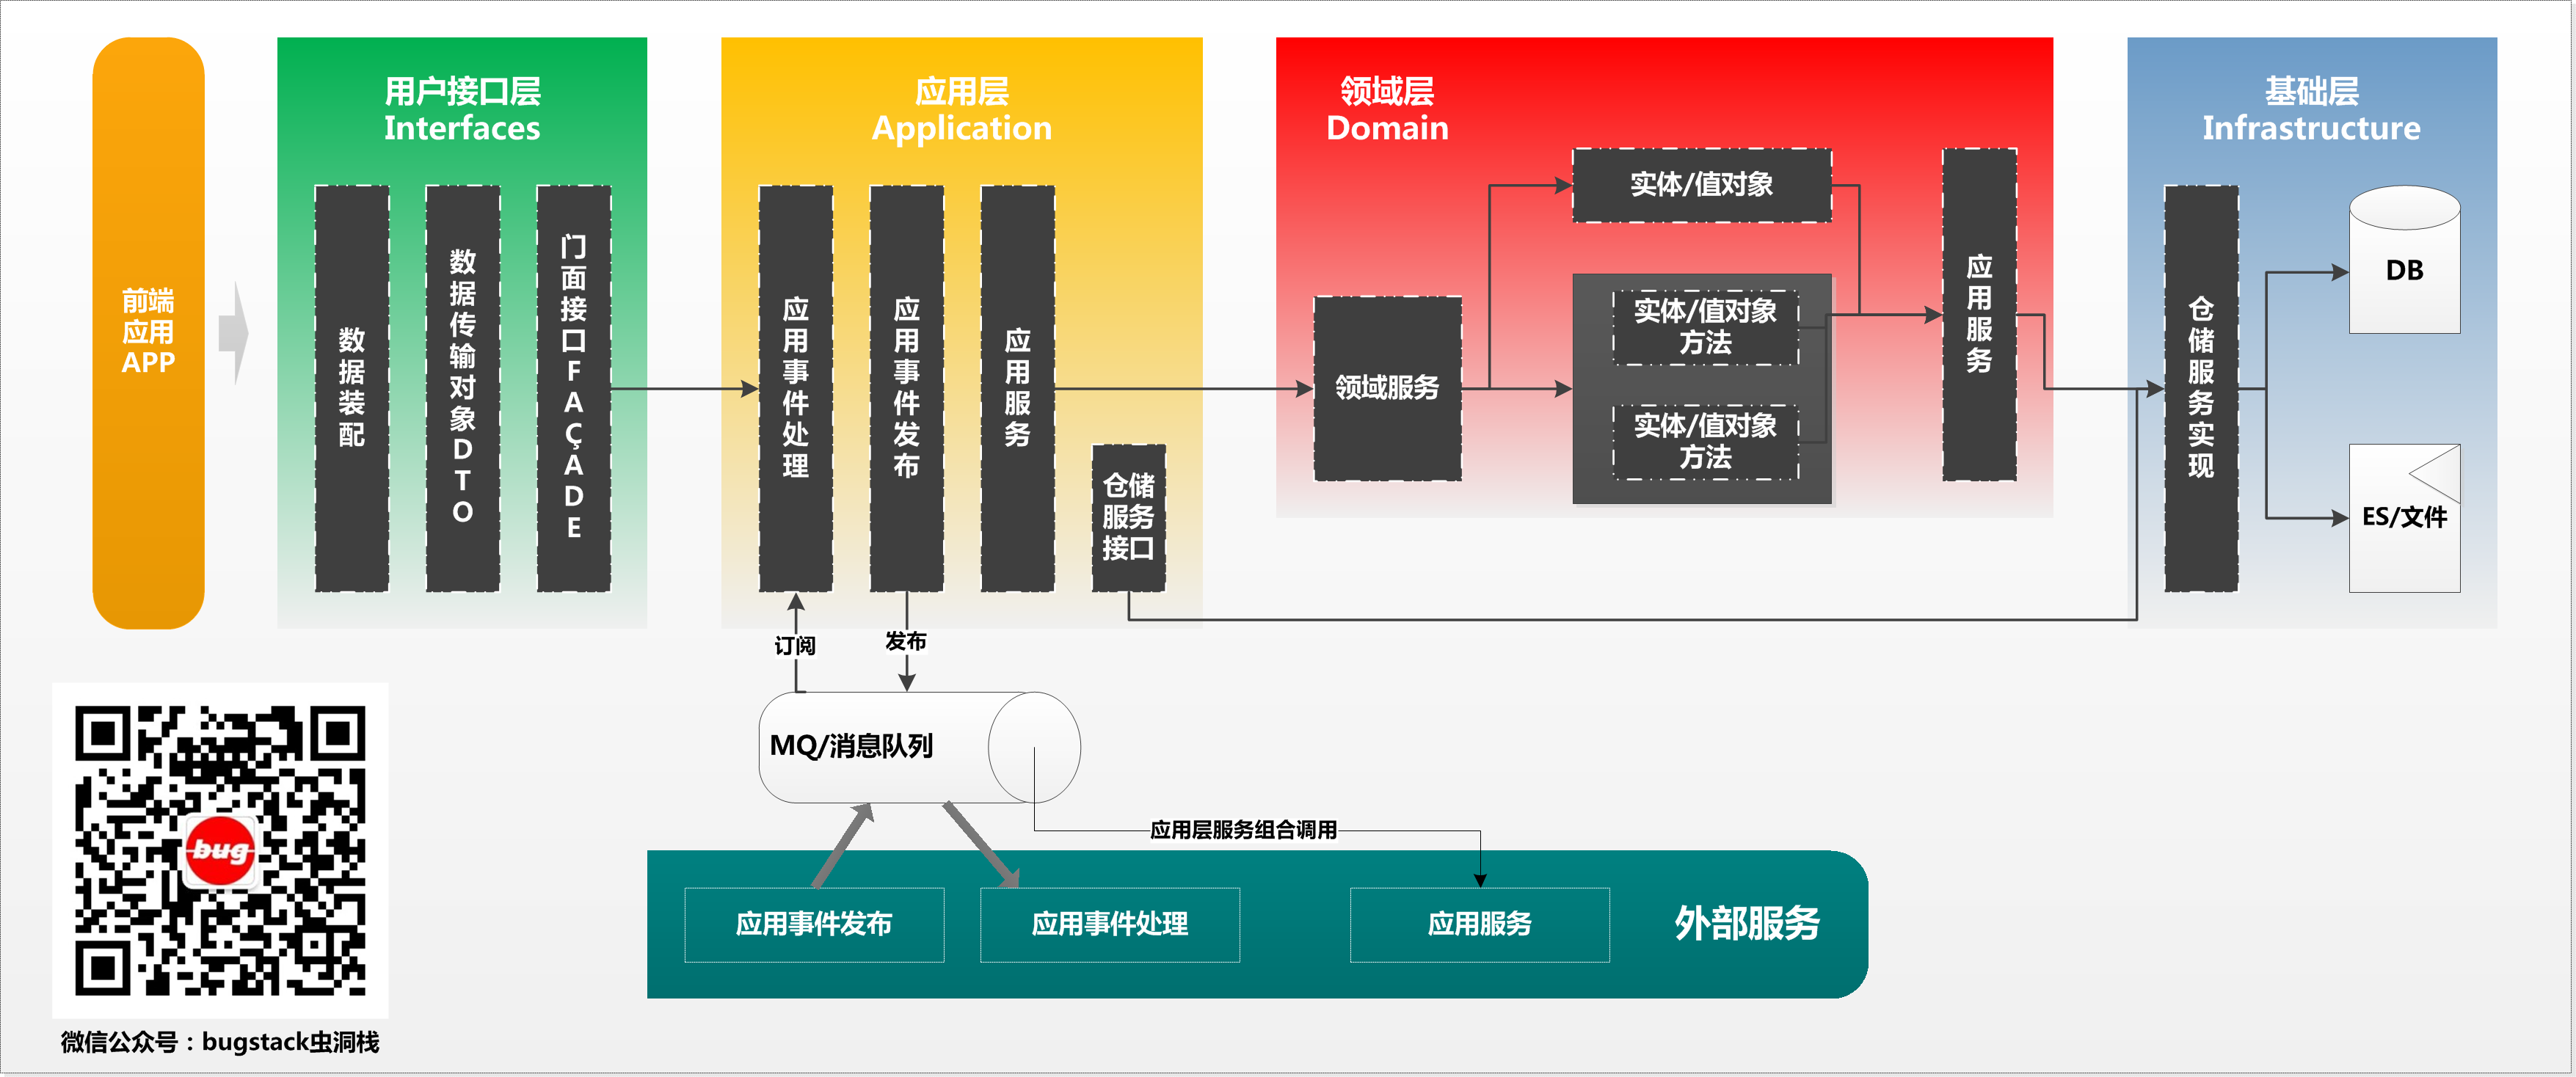 前端
应用
APP
用户接口层
Interfaces
数据装配
数据传输对象DTO
门面接口FAÇADE
应用层
Application
应用事件处理
应用事件发布
应用服务
仓储
服务
接口
领域层
Domain
领域服务
实体/值对象
实体/值对象
方法
实体/值对象
方法
应用服务
基础层
Infrastructure
仓储服务实现
DB
ES/文件
订阅
发布
MQ/消息队列
应用层服务组合调用
应用事件发布
应用事件处理
应用服务
外部服务
bug
微信公众号：bugstack虫洞栈